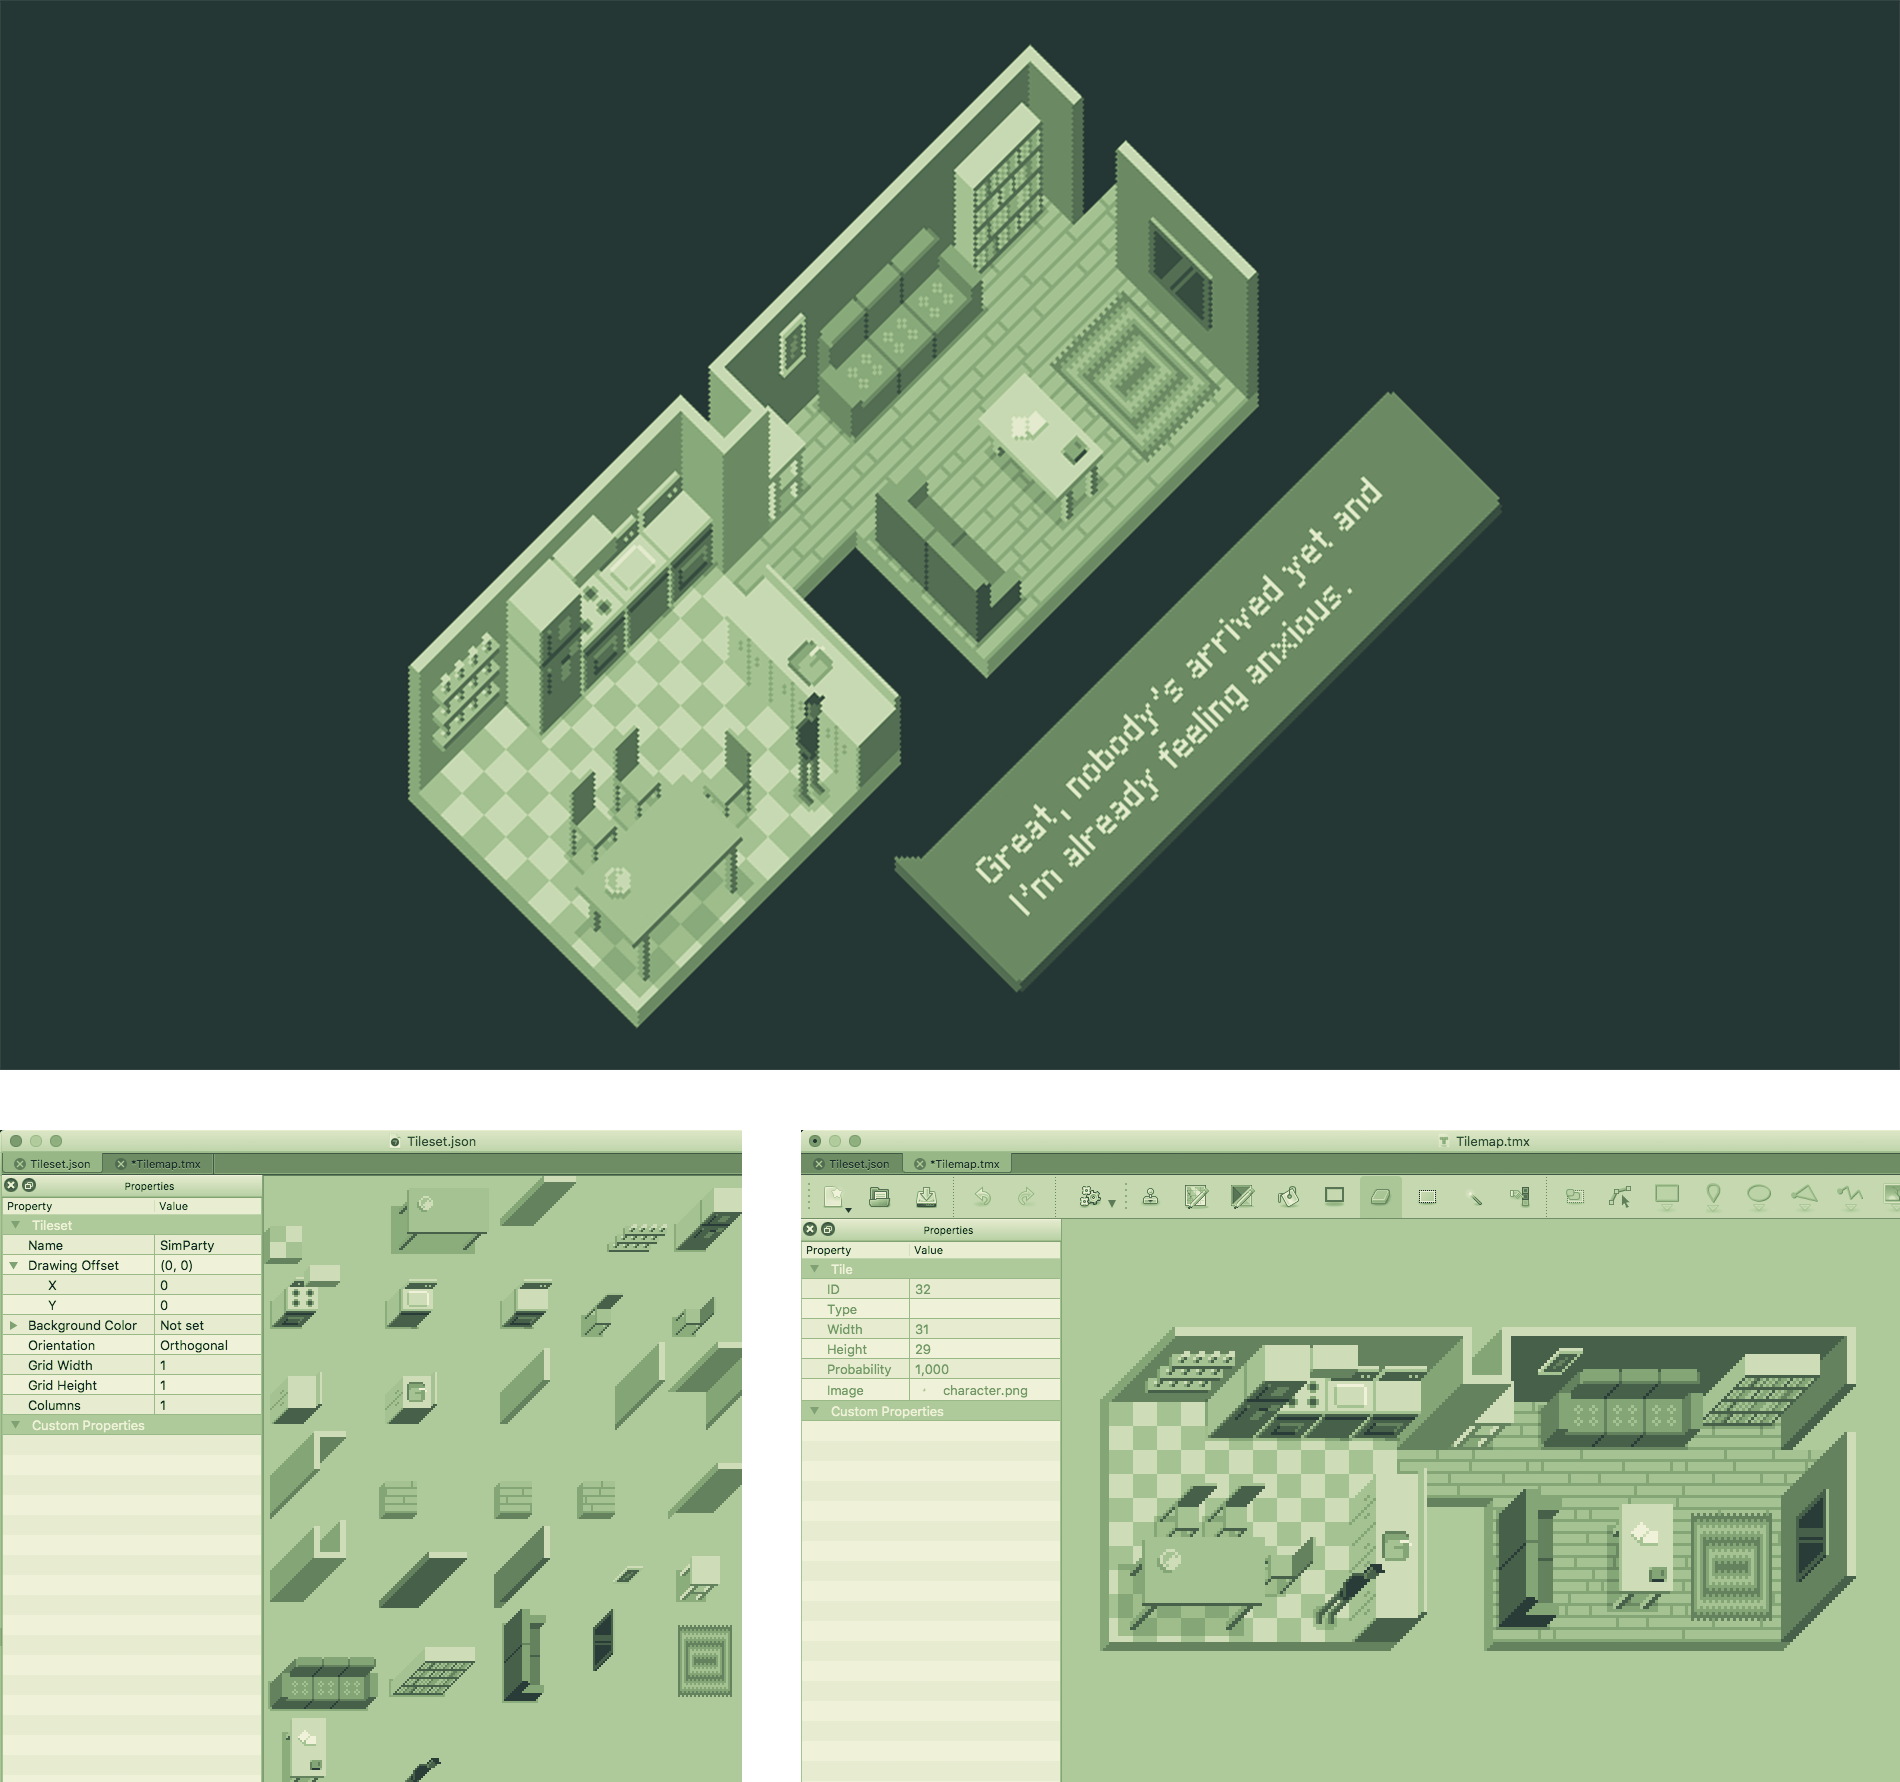 Great, nobody's arrived yet and
I'm already feeling anxious.
Tileset.json
Tileset.json
*Tilemap.tmx
Properties
Property Value
Tileset
Name SimParty
Drawing Offset (0, 0)
X 0
Y 0
Background Color Not set
Orientation Orthogonal
Grid Width 1
Grid Height 1
Columns 1
Custom Properties
Tilemap.tmx
Tileset.json
*Tilemap.tmx
Properties
Property Value
Tile
ID 32
Type
Width 31
Height 29
Probability 1,000
Image character.png
Custom Properties